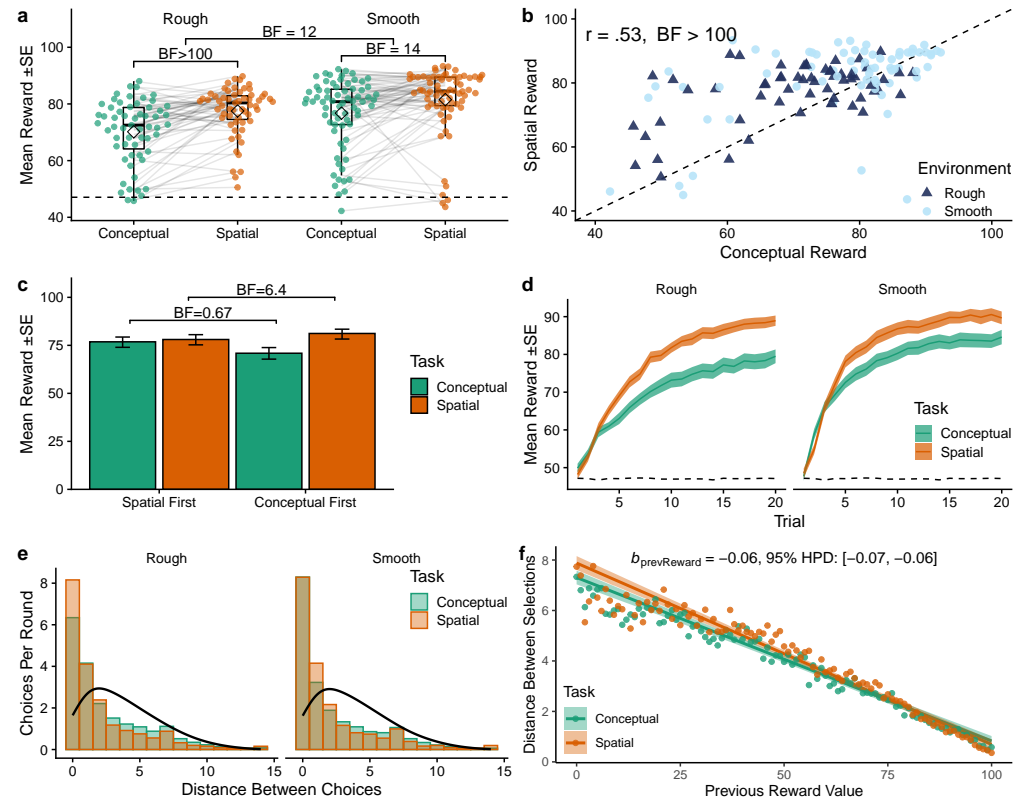 a
Rough
Smooth
BF = 12
BF>100
BF = 14
Mean Reward ±SE
100
80
60
40
Conceptual
Spatial
Conceptual
Spatial
b
r = .53, BF > 100
Spatial Reward
100
80
60
40
Environment
Rough
Smooth
40
60
80
100
Conceptual Reward
c
BF=6.4
BF=0.67
Mean Reward ±SE
100
75
50
25
0
Spatial First
Conceptual First
Task
Conceptual
Spatial
d
Rough
Smooth
Mean Reward ±SE
90
80
70
60
50
Task
Conceptual
Spatial
5
10
15
20
5
10
15
20
Trial
e
Rough
Smooth
Choices Per Round
8
6
4
2
0
Task
Conceptual
Spatial
0
5
10
15
0
5
10
15
Distance Between Choices
f
bprevReward = −0.06, 95% HPD: [−0.07, −0.06]
Distance Between Selections
8
6
4
2
0
Task
Conceptual
Spatial
0
25
50
75
100
Previous Reward Value